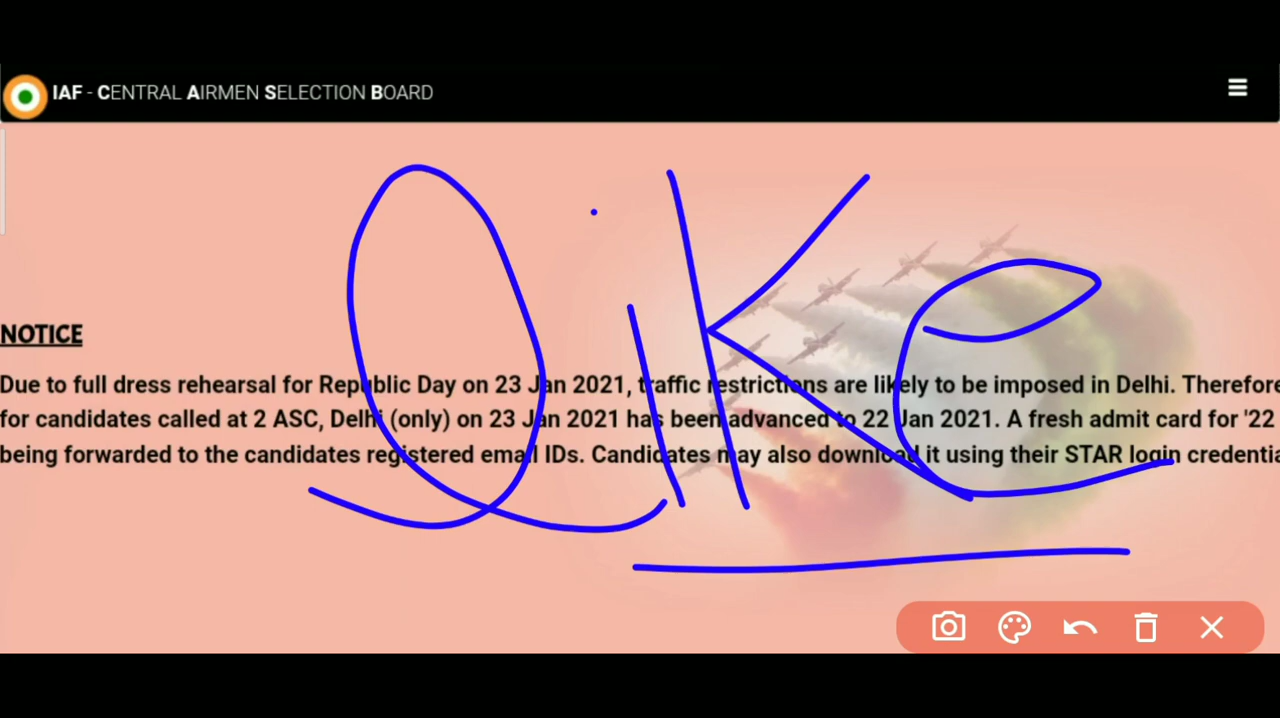 IAF - CENTRAL AIRMEN SELECTION BOARD
Like
NOTICE
Due to full dress rehearsal for Republic Day on 23 Jan 2021, traffic restrictions are likely to be imposed in Delhi. Therefore
for candidates called at 2 ASC, Delhi (only) on 23 Jan 2021 has been advanced to 22 Jan 2021. A fresh admit card for '22
being forwarded to the candidates registered email IDs. Candidates may also download it using their STAR login credentia